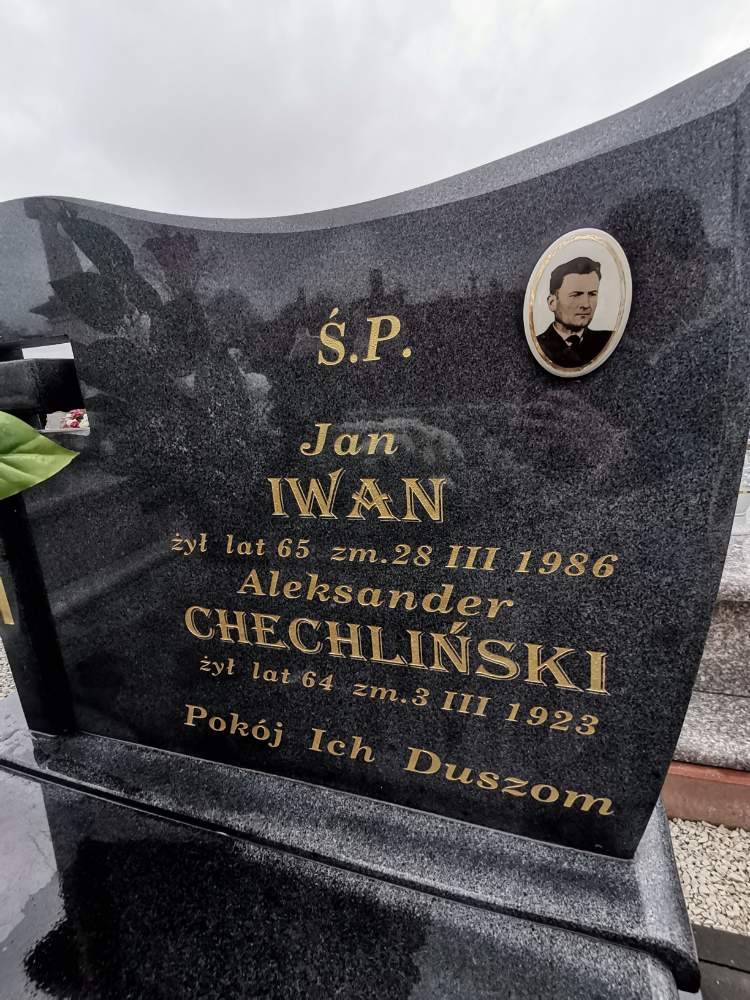 Ś.P.
Jan
IWAN
żył lat 65 zm.28 III 1986
Aleksander
CHECHLIŃSKI
żył lat 64 zm.3 III 1923
Pokój Ich Duszom